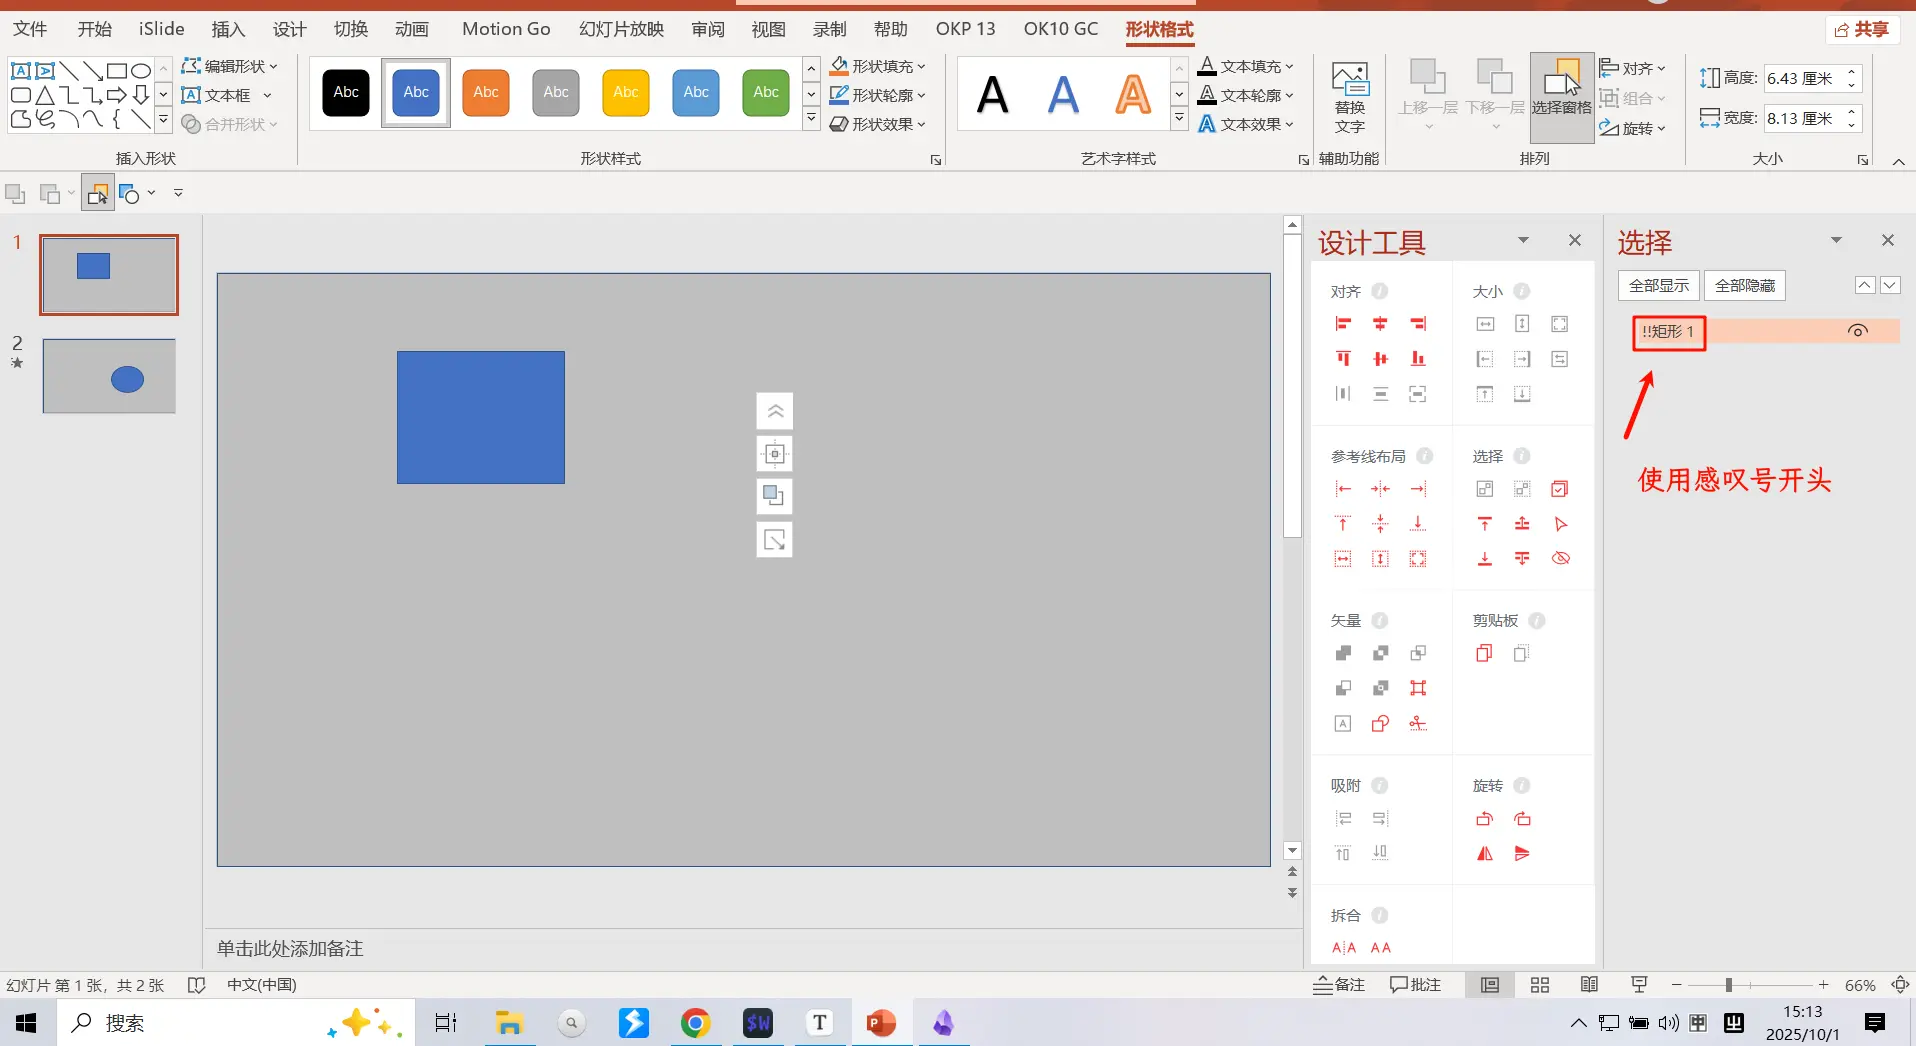 文件 开始 iSlide 插入 设计 切换 动画 Motion Go 幻灯片放映 审阅 视图 录制 帮助 OKP 13 OK10 GC 形状格式 共享
编辑形状
文本框
合并形状
插入形状
Abc Abc Abc Abc Abc Abc Abc
形状填充
形状轮廓
形状效果
形状样式
A A A
文本填充
文本轮廓
文本效果
艺术字样式
替换
文字
辅助功能
上移一层 下移一层 选择窗格
对齐
组合
旋转
排列
高度: 6.43 厘米
宽度: 8.13 厘米
大小
1
2
设计工具
对齐 大小
参考线布局 选择
矢量 剪贴板
吸附 旋转
拆合
选择
全部显示 全部隐藏
!!矩形 1
使用感叹号开头
单击此处添加备注
幻灯片 第 1 张，共 2 张 中文(中国) 备注 批注 66%
搜索
中
15:13
2025/10/1